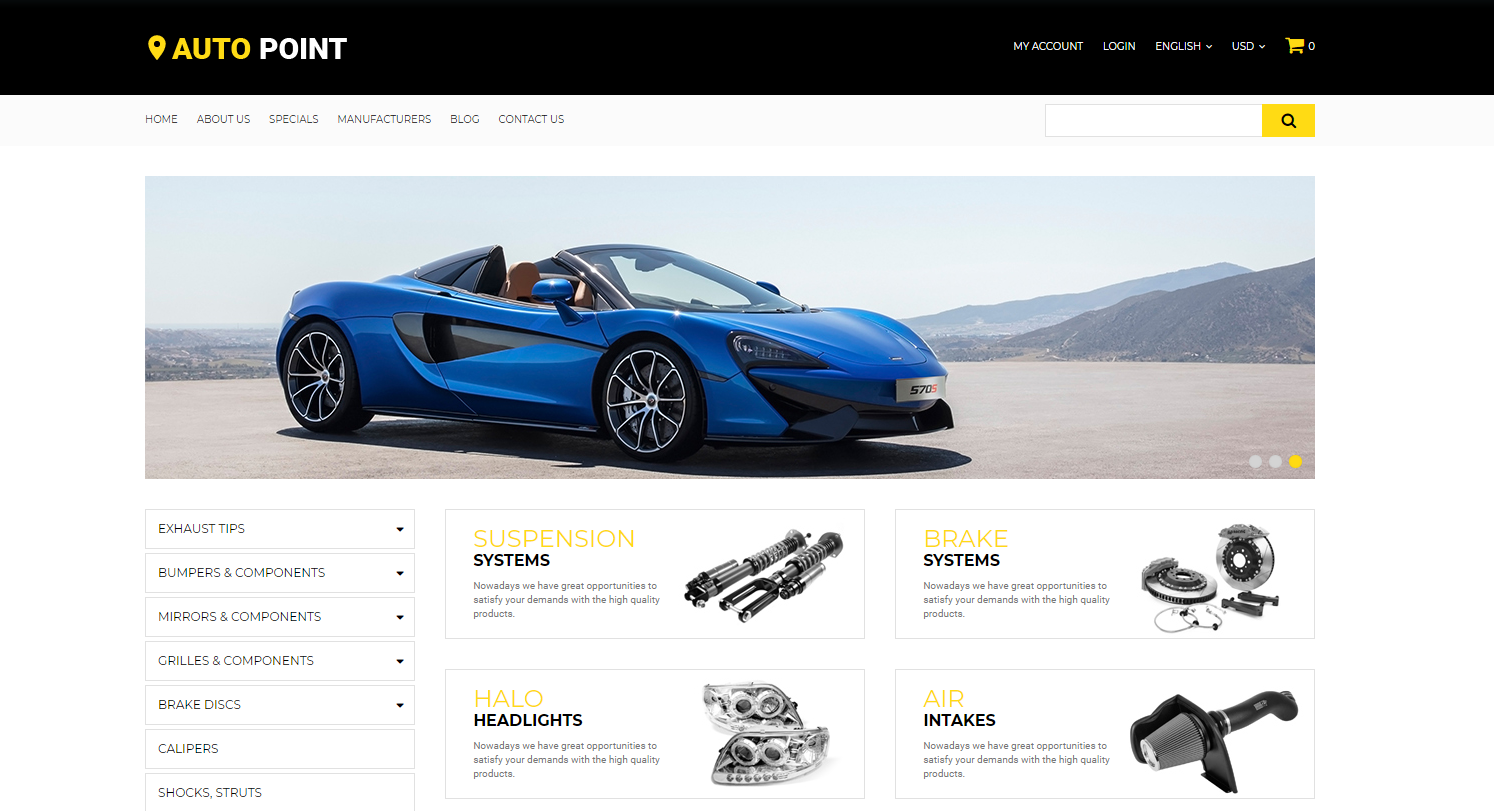 AUTO POINT
MY ACCOUNT LOGIN ENGLISH USD 0
HOME ABOUT US SPECIALS MANUFACTURERS BLOG CONTACT US
570S
EXHAUST TIPS
BUMPERS & COMPONENTS
MIRRORS & COMPONENTS
GRILLES & COMPONENTS
BRAKE DISCS
CALIPERS
SHOCKS, STRUTS
SUSPENSION
SYSTEMS
Nowadays we have great opportunities to
satisfy your demands with the high quality
products.
BRAKE
SYSTEMS
Nowadays we have great opportunities to
satisfy your demands with the high quality
products.
HALO
HEADLIGHTS
Nowadays we have great opportunities to
satisfy your demands with the high quality
products.
AIR
INTAKES
Nowadays we have great opportunities to
satisfy your demands with the high quality
products.